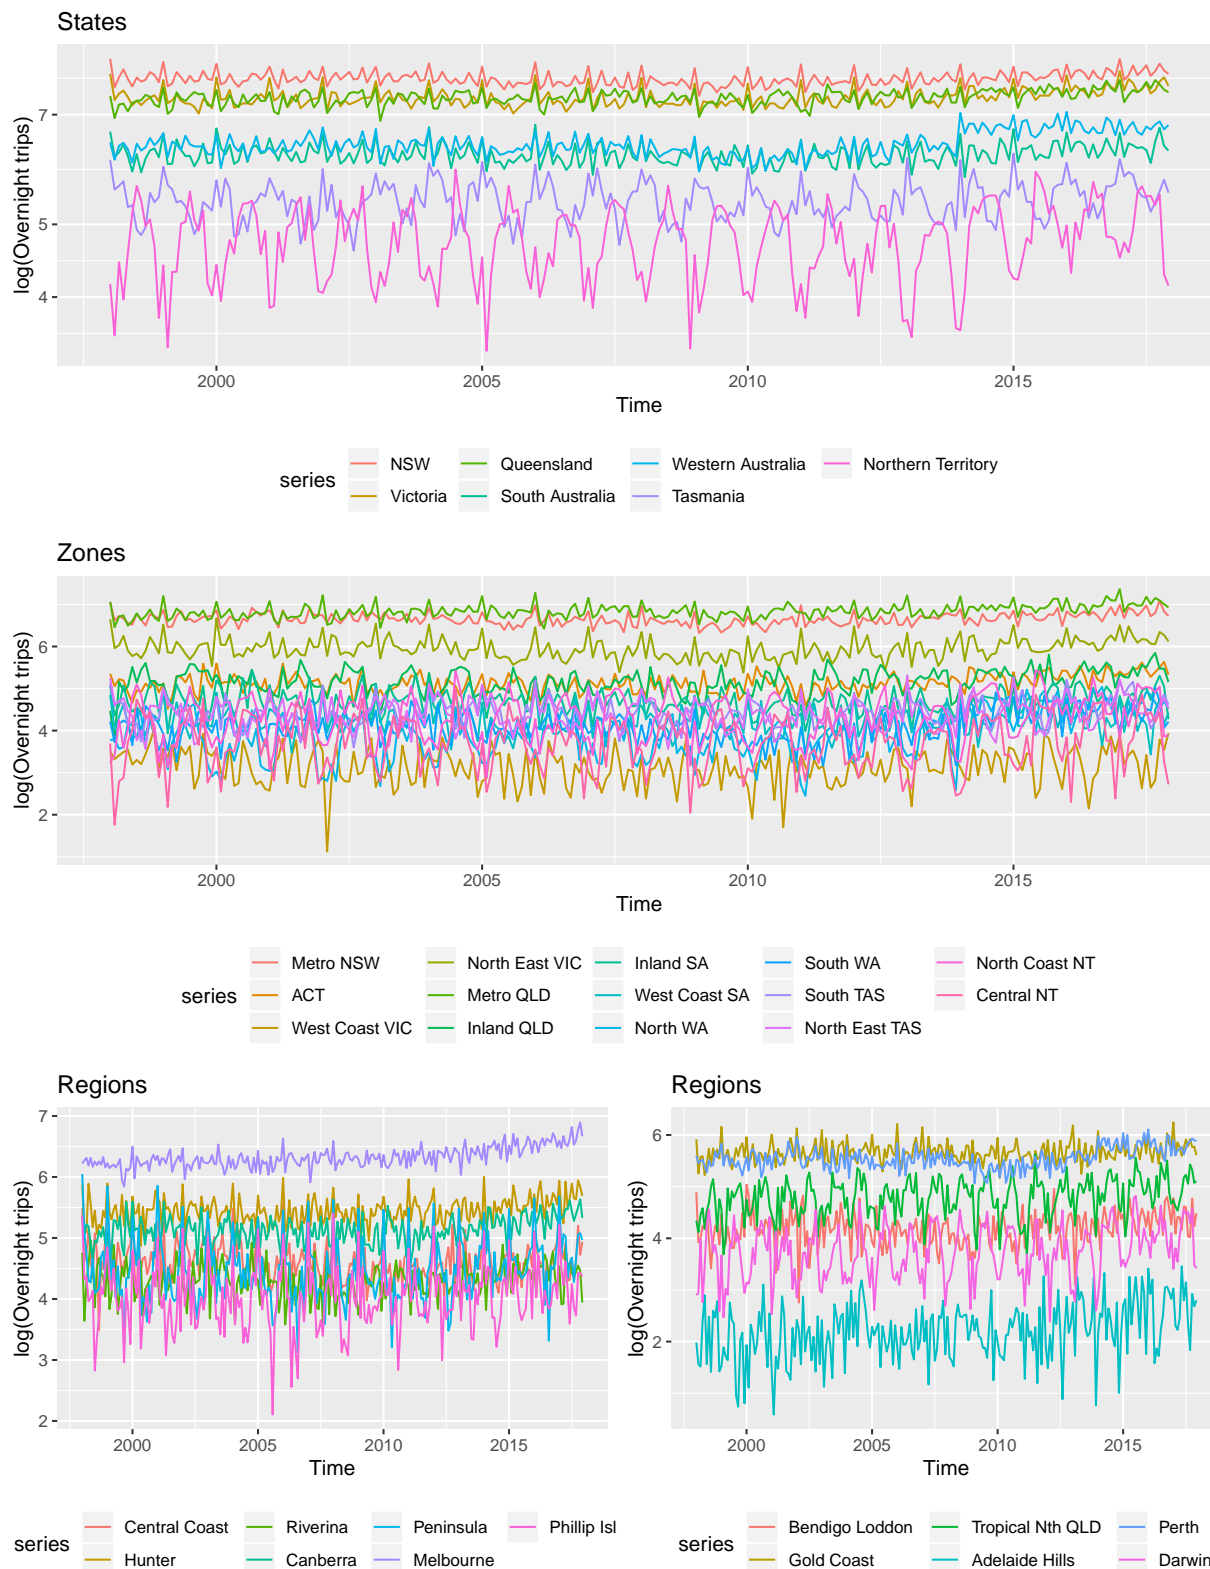 States
log(Overnight trips)
7
5
4
2000 2005 2010 2015
Time
series
NSW Queensland Western Australia Northern Territory
Victoria South Australia Tasmania
Zones
log(Overnight trips)
6
4
2
2000 2005 2010 2015
Time
series
Metro NSW North East VIC Inland SA South WA North Coast NT
ACT Metro QLD West Coast SA South TAS Central NT
West Coast VIC Inland QLD North WA North East TAS
Regions
log(Overnight trips)
7
6
5
4
3
2
2000 2005 2010 2015
Time
series
Central Coast Riverina Peninsula Phillip Isl
Hunter Canberra Melbourne
Regions
log(Overnight trips)
6
4
2
2000 2005 2010 2015
Time
series
Bendigo Loddon Tropical Nth QLD Perth
Gold Coast Adelaide Hills Darwin